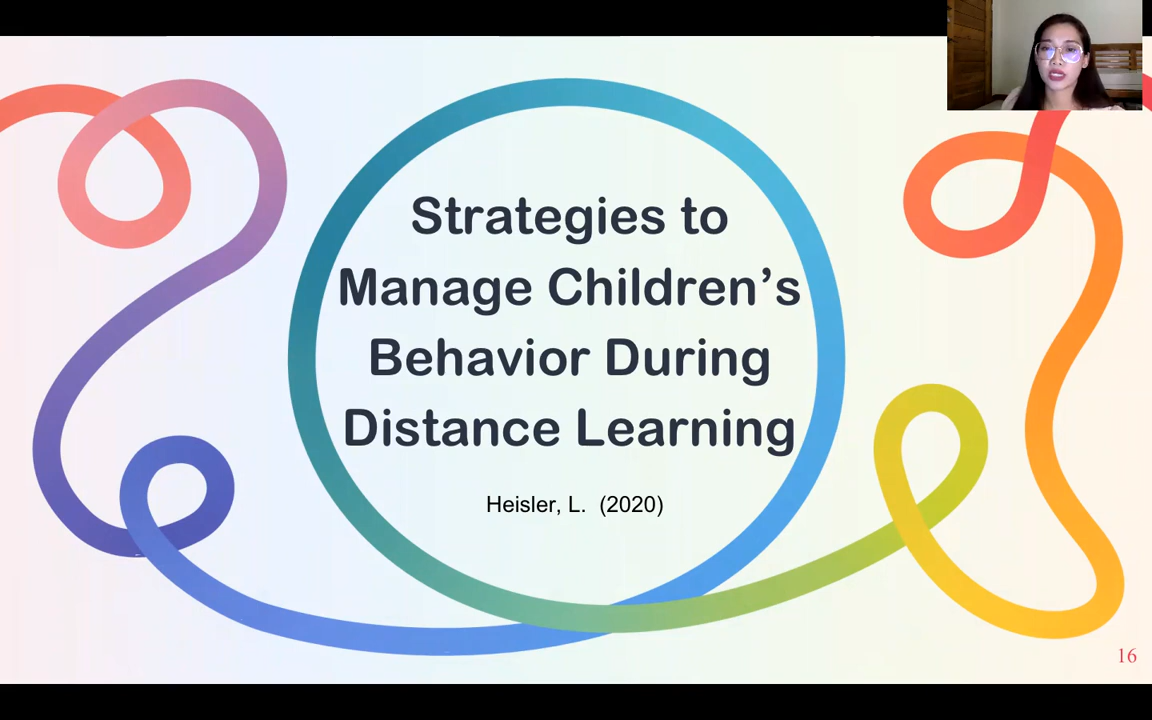 Strategies to
Manage Children’s
Behavior During
Distance Learning
Heisler, L.  (2020)
16